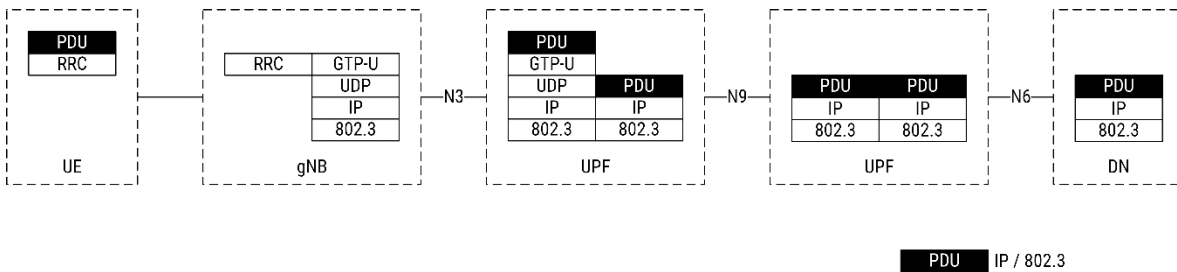 PDU
RRC
UE
RRC GTP-U
UDP
IP
802.3
gNB
N3
PDU
GTP-U
UDP PDU
IP IP
802.3 802.3
UPF
N9
PDU PDU
IP IP
802.3 802.3
UPF
N6
PDU
IP
802.3
DN
PDU IP / 802.3